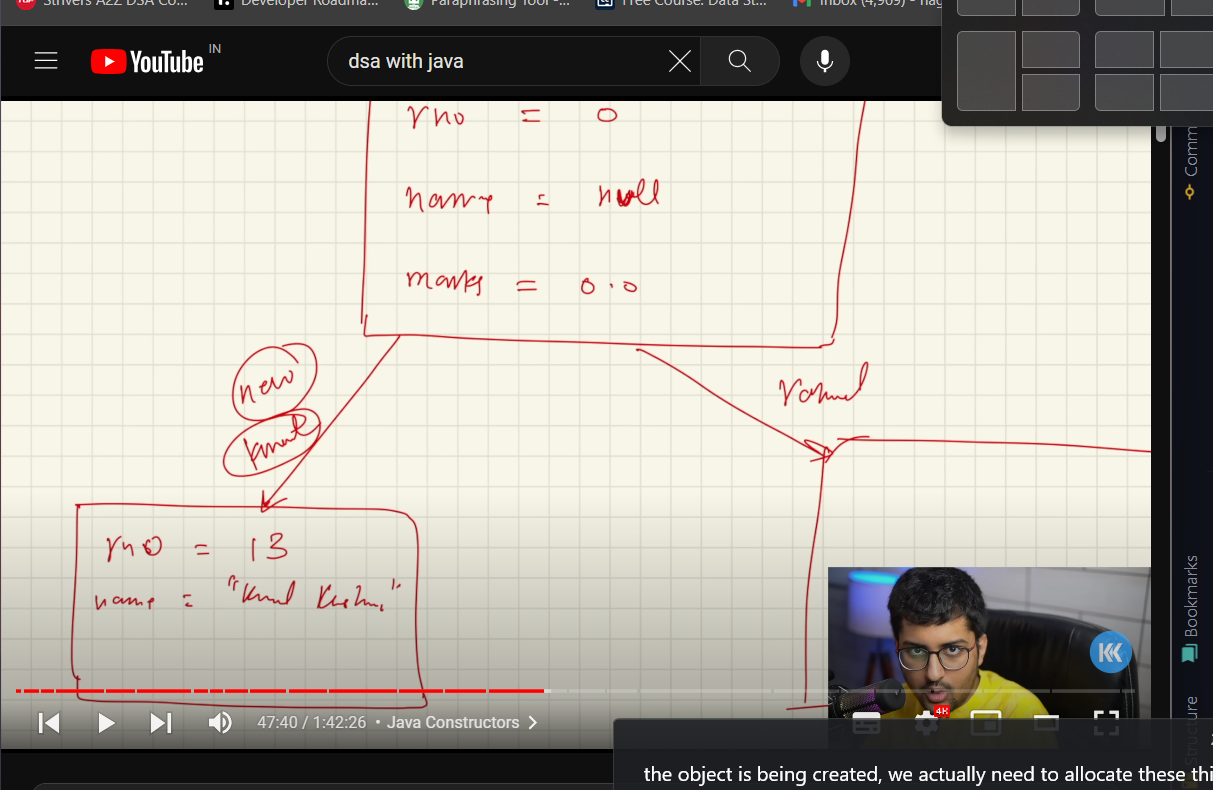 Strivers A2Z DSA Co...
Developer Roadma...
Paraphrasing Tool -...
Free Course: Data St...
Inbox (4,909) - nag
YouTube IN
dsa with java
rno = 0
name = null
marks = 0.0
new
Rahul
rno = 13
name = "Kunal
Comm
Bookmarks
Structure
KK
4K
47:40 / 1:42:26 • Java Constructors
the object is being created, we actually need to allocate these thi